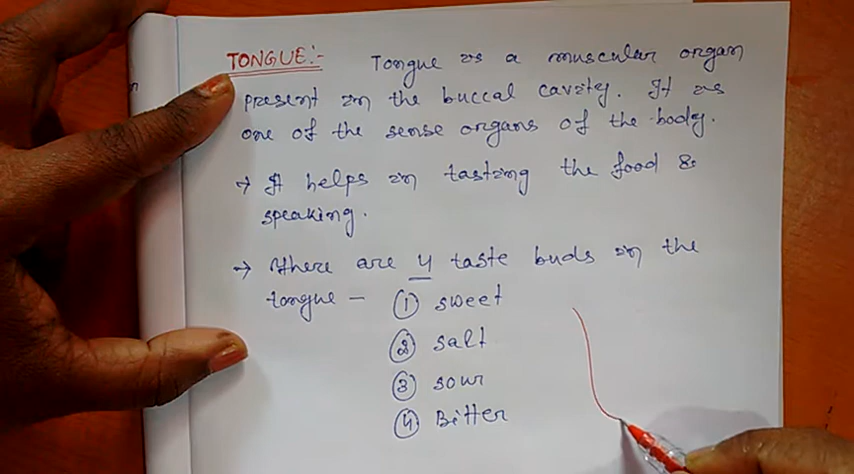 TONGUE:- Tongue is a muscular organ
present in the buccal cavity. It is
one of the sense organs of the body.
→ It helps in tasting the food &
speaking.
→ There are 4 taste buds in the
tongue – ① sweet
② salt
③ sour
④ Bitter